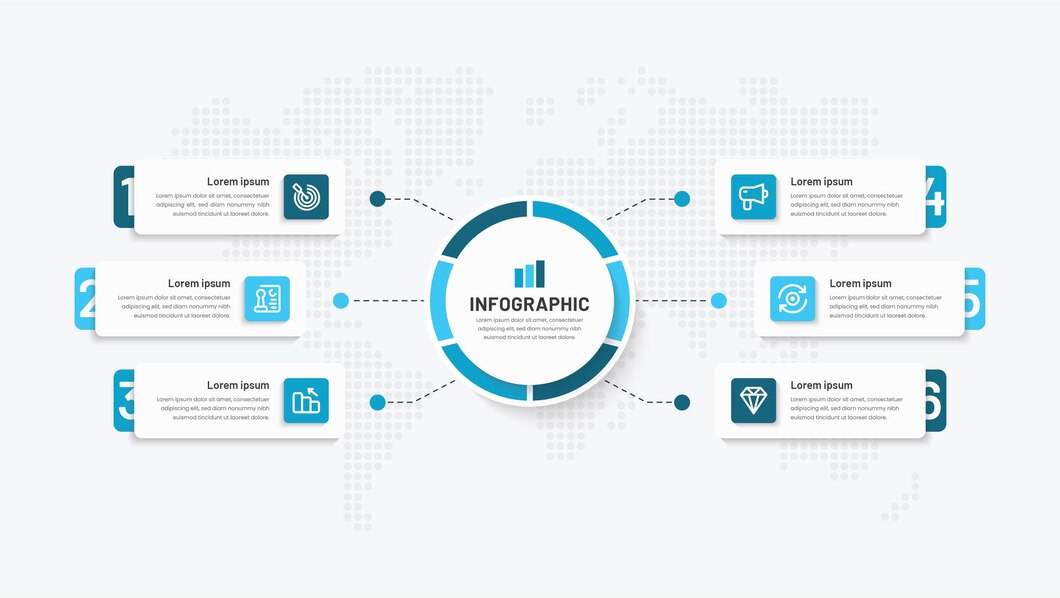 1
Lorem ipsum
Lorem ipsum dolor sit amet, consectetuer
adipiscing elit, sed diam nonummy nibh
euismod tincidunt ut laoreet dolore.
2
Lorem ipsum
Lorem ipsum dolor sit amet, consectetuer
adipiscing elit, sed diam nonummy nibh
euismod tincidunt ut laoreet dolore.
3
Lorem ipsum
Lorem ipsum dolor sit amet, consectetuer
adipiscing elit, sed diam nonummy nibh
euismod tincidunt ut laoreet dolore.
INFOGRAPHIC
Lorem ipsum dolor sit amet, consectetuer
adipiscing elit, sed diam nonummy nibh
euismod tincidunt ut laoreet dolore.
4
Lorem ipsum
Lorem ipsum dolor sit amet, consectetuer
adipiscing elit, sed diam nonummy nibh
euismod tincidunt ut laoreet dolore.
5
Lorem ipsum
Lorem ipsum dolor sit amet, consectetuer
adipiscing elit, sed diam nonummy nibh
euismod tincidunt ut laoreet dolore.
6
Lorem ipsum
Lorem ipsum dolor sit amet, consectetuer
adipiscing elit, sed diam nonummy nibh
euismod tincidunt ut laoreet dolore.